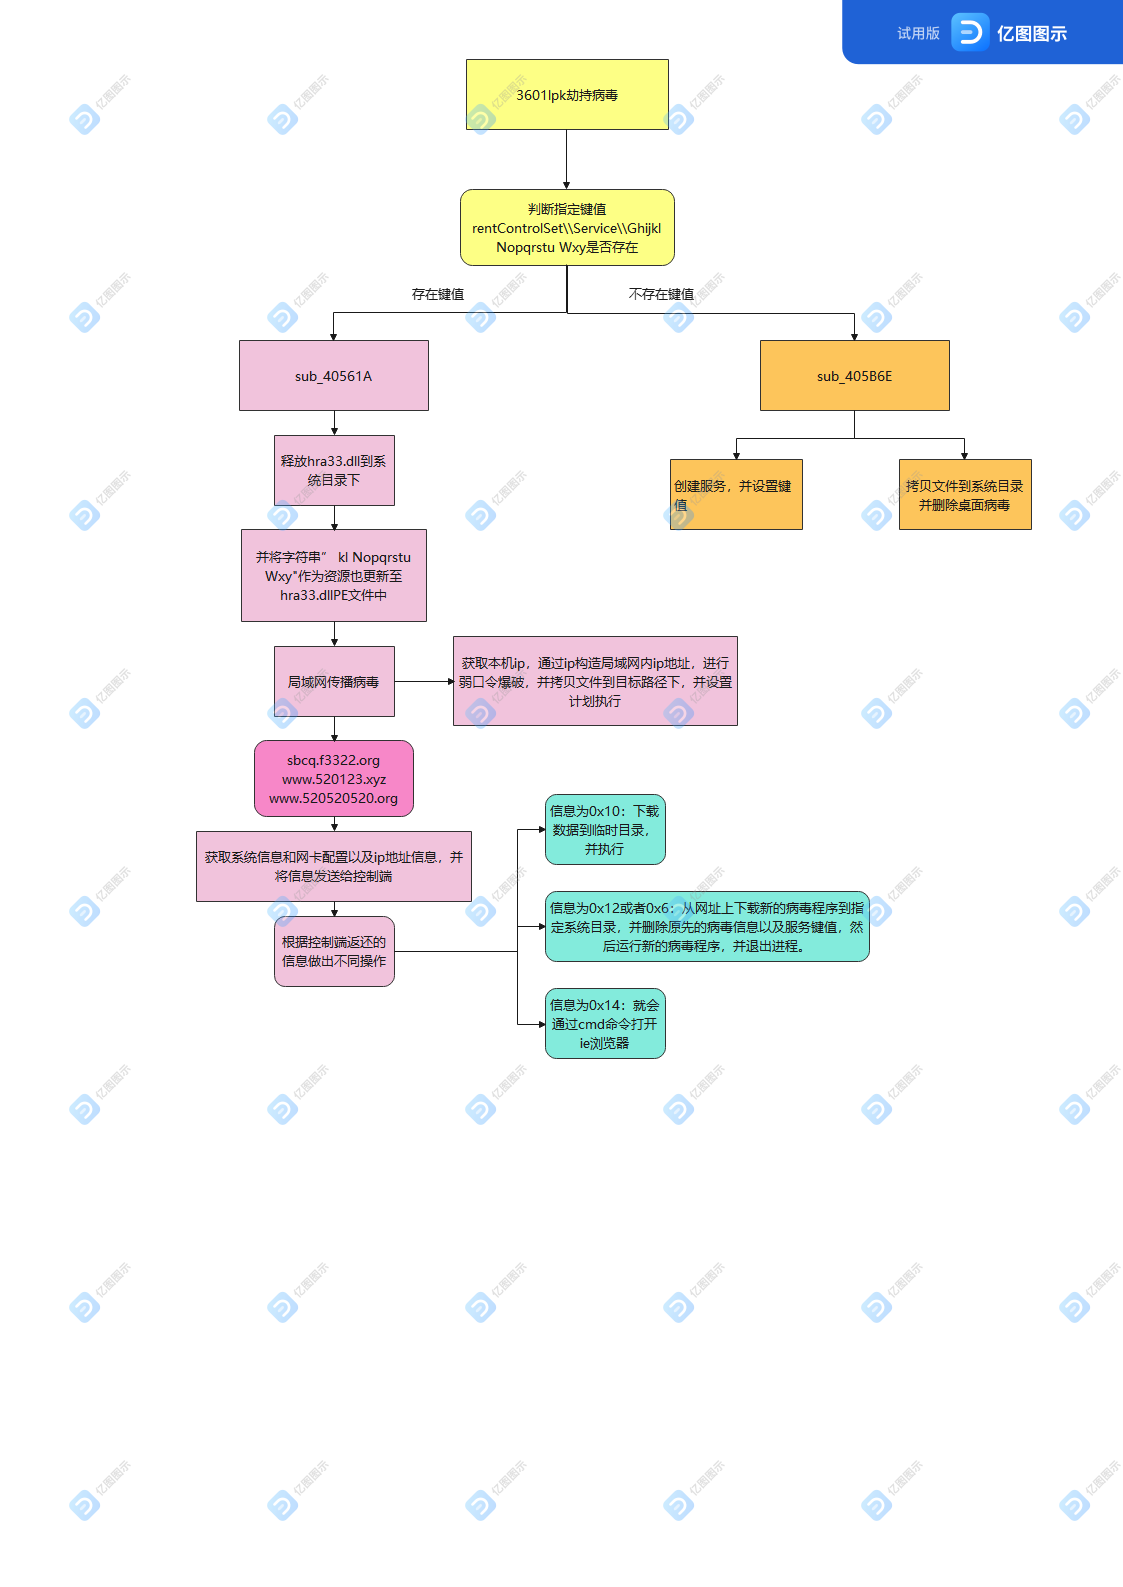 试用版 亿图图示
3601lpk劫持病毒
判断指定键值
rentControlSet\\Service\\Ghijkl
Nopqrstu Wxy是否存在
存在键值
不存在键值
sub_40561A
sub_405B6E
释放hra33.dll到系
统目录下
创建服务，并设置键
值
拷贝文件到系统目录
并删除桌面病毒
并将字符串” kl Nopqrstu
Wxy"作为资源也更新至
hra33.dllPE文件中
局域网传播病毒
获取本机ip，通过ip构造局域网内ip地址，进行
弱口令爆破，并拷贝文件到目标路径下，并设置
计划执行
sbcq.f3322.org
www.520123.xyz
www.520520520.org
获取系统信息和网卡配置以及ip地址信息，并
将信息发送给控制端
根据控制端返还的
信息做出不同操作
信息为0x10：下载
数据到临时目录，
并执行
信息为0x12或者0x6：从网址上下载新的病毒程序到指
定系统目录，并删除原先的病毒信息以及服务键值，然
后运行新的病毒程序，并退出进程。
信息为0x14：就会
通过cmd命令打开
ie浏览器